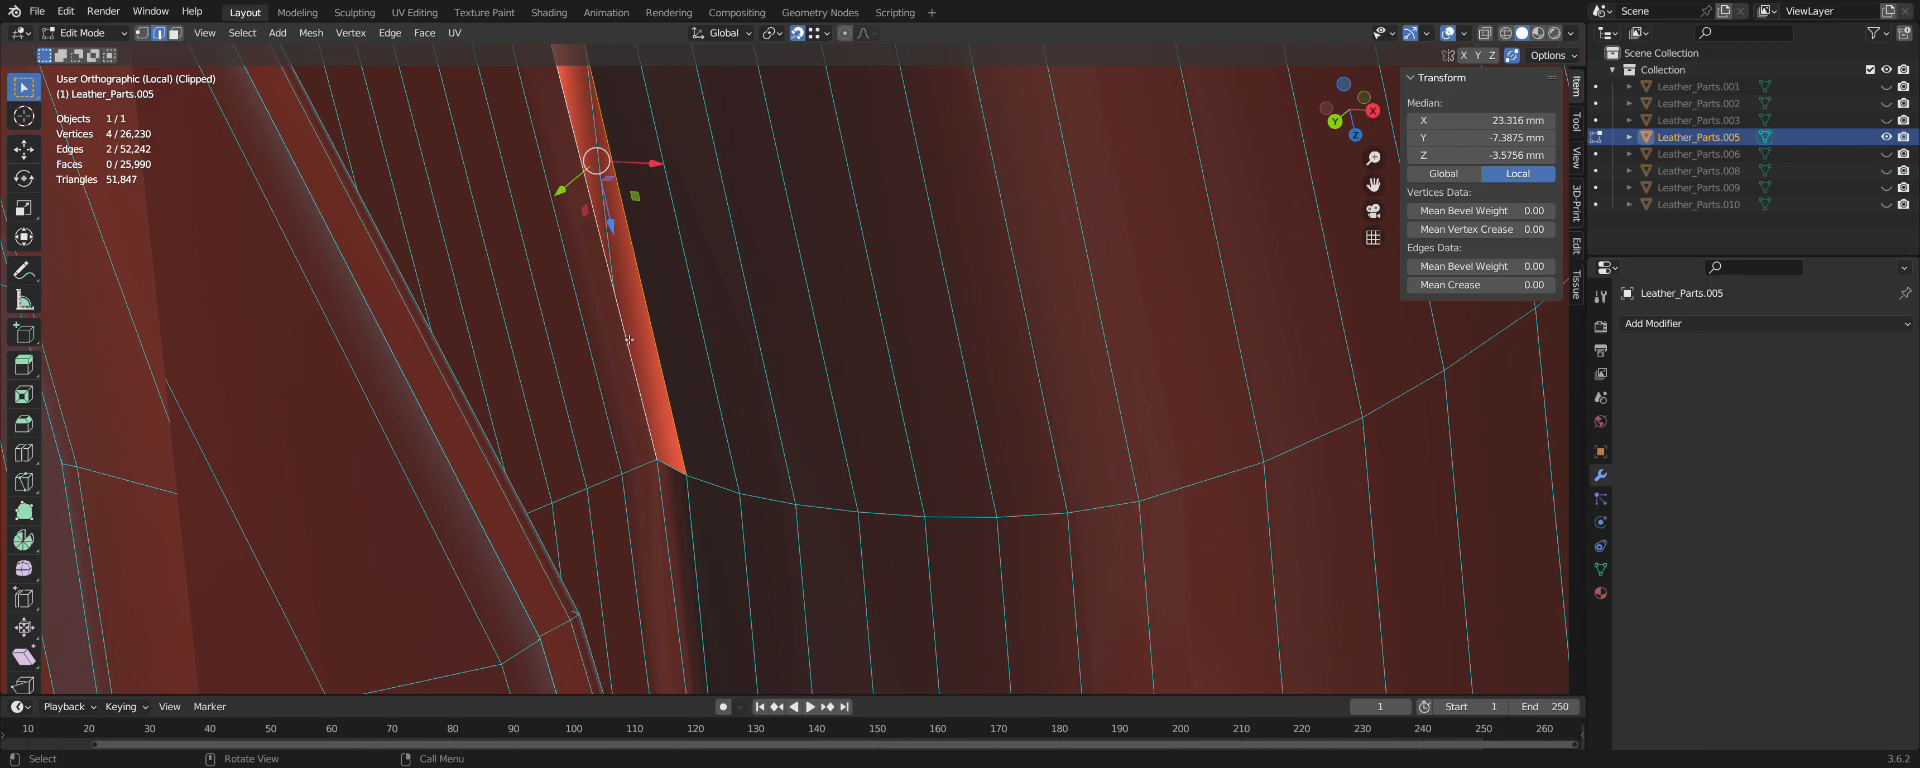 File Edit Render Window Help Layout Modeling Sculpting UV Editing Texture Paint Shading Animation Rendering Compositing Geometry Nodes Scripting + Scene ViewLayer
Edit Mode View Select Add Mesh Vertex Edge Face UV Global
X Y Z Options
User Orthographic (Local) (Clipped)
(1) Leather_Parts.005
Objects 1 / 1
Vertices 4 / 26,230
Edges 2 / 52,242
Faces 0 / 25,990
Triangles 51,847
X
Y
Z
Transform
Median:
X 23.316 mm
Y -7.3875 mm
Z -3.5756 mm
Global Local
Vertices Data:
Mean Bevel Weight 0.00
Mean Vertex Crease 0.00
Edges Data:
Mean Bevel Weight 0.00
Mean Crease 0.00
Item
Tool
View
3D-Print
Edit
Tissue
Scene Collection
Collection
Leather_Parts.001
Leather_Parts.002
Leather_Parts.003
Leather_Parts.005
Leather_Parts.006
Leather_Parts.008
Leather_Parts.009
Leather_Parts.010
Leather_Parts.005
Add Modifier
Playback Keying View Marker 1 Start 1 End 250
10 20 30 40 50 60 70 80 90 100 110 120 130 140 150 160 170 180 190 200 210 220 230 240 250 260
Select Rotate View Call Menu 3.6.2